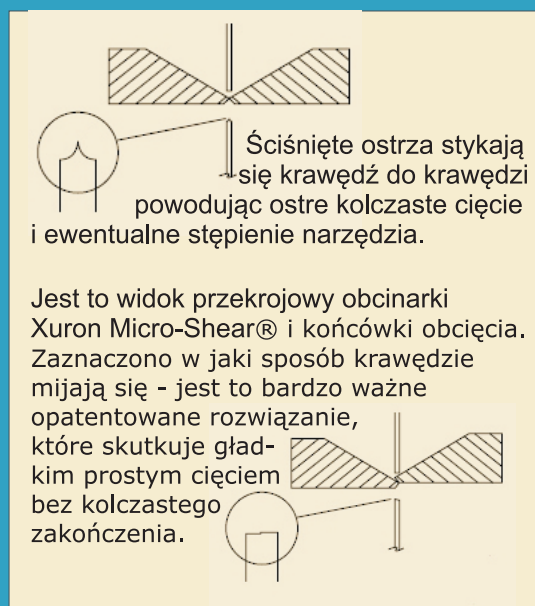 Ściśnięte ostrza stykają
się krawędź do krawędzi
powodując ostre kolczaste cięcie
i ewentualne stępienie narzędzia.
Jest to widok przekrojowy obcinarki
Xuron Micro-Shear® i końcówki obcięcia.
Zaznaczono w jaki sposób krawędzie
mijają się - jest to bardzo ważne
opatentowane rozwiązanie,
które skutkuje gład-
kim prostym cięciem
bez kolczastego
zakończenia.